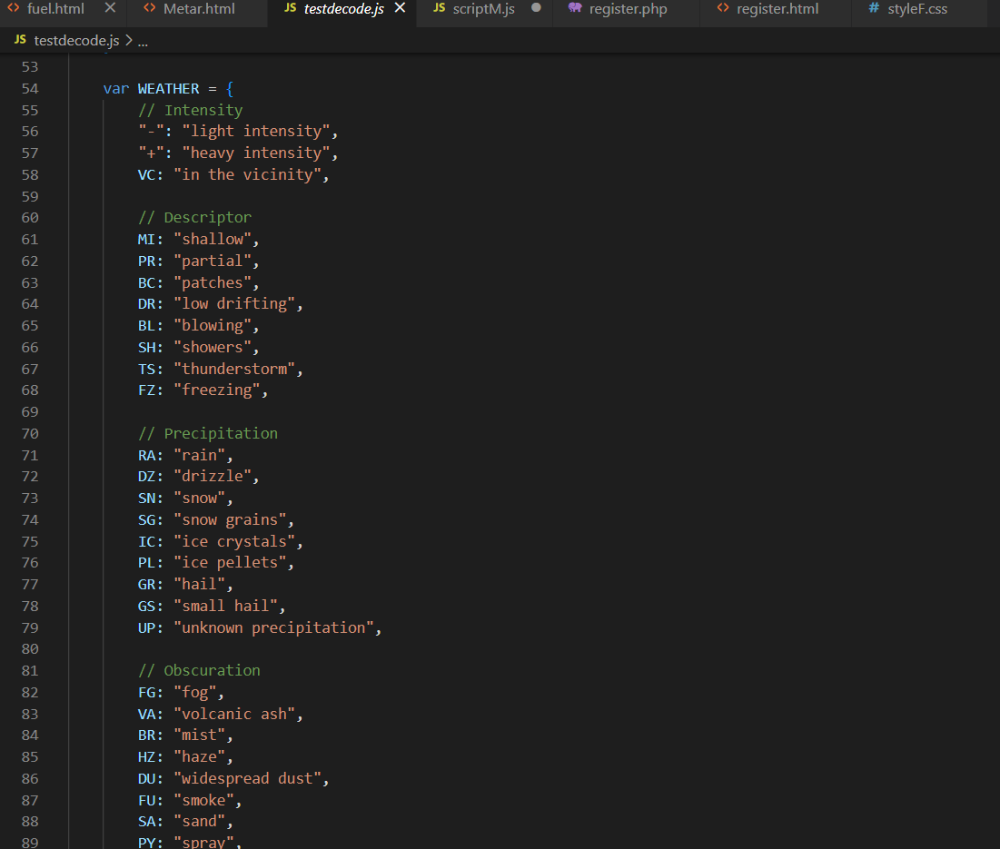 fuel.html Metar.html JS testdecode.js JS scriptM.js register.php register.html # styleF.css
JS testdecode.js > ...
53
54 var WEATHER = {
55 // Intensity
56 "-": "light intensity",
57 "+": "heavy intensity",
58 VC: "in the vicinity",
59
60 // Descriptor
61 MI: "shallow",
62 PR: "partial",
63 BC: "patches",
64 DR: "low drifting",
65 BL: "blowing",
66 SH: "showers",
67 TS: "thunderstorm",
68 FZ: "freezing",
69
70 // Precipitation
71 RA: "rain",
72 DZ: "drizzle",
73 SN: "snow",
74 SG: "snow grains",
75 IC: "ice crystals",
76 PL: "ice pellets",
77 GR: "hail",
78 GS: "small hail",
79 UP: "unknown precipitation",
80
81 // Obscuration
82 FG: "fog",
83 VA: "volcanic ash",
84 BR: "mist",
85 HZ: "haze",
86 DU: "widespread dust",
87 FU: "smoke",
88 SA: "sand",
89 PY: "spray",